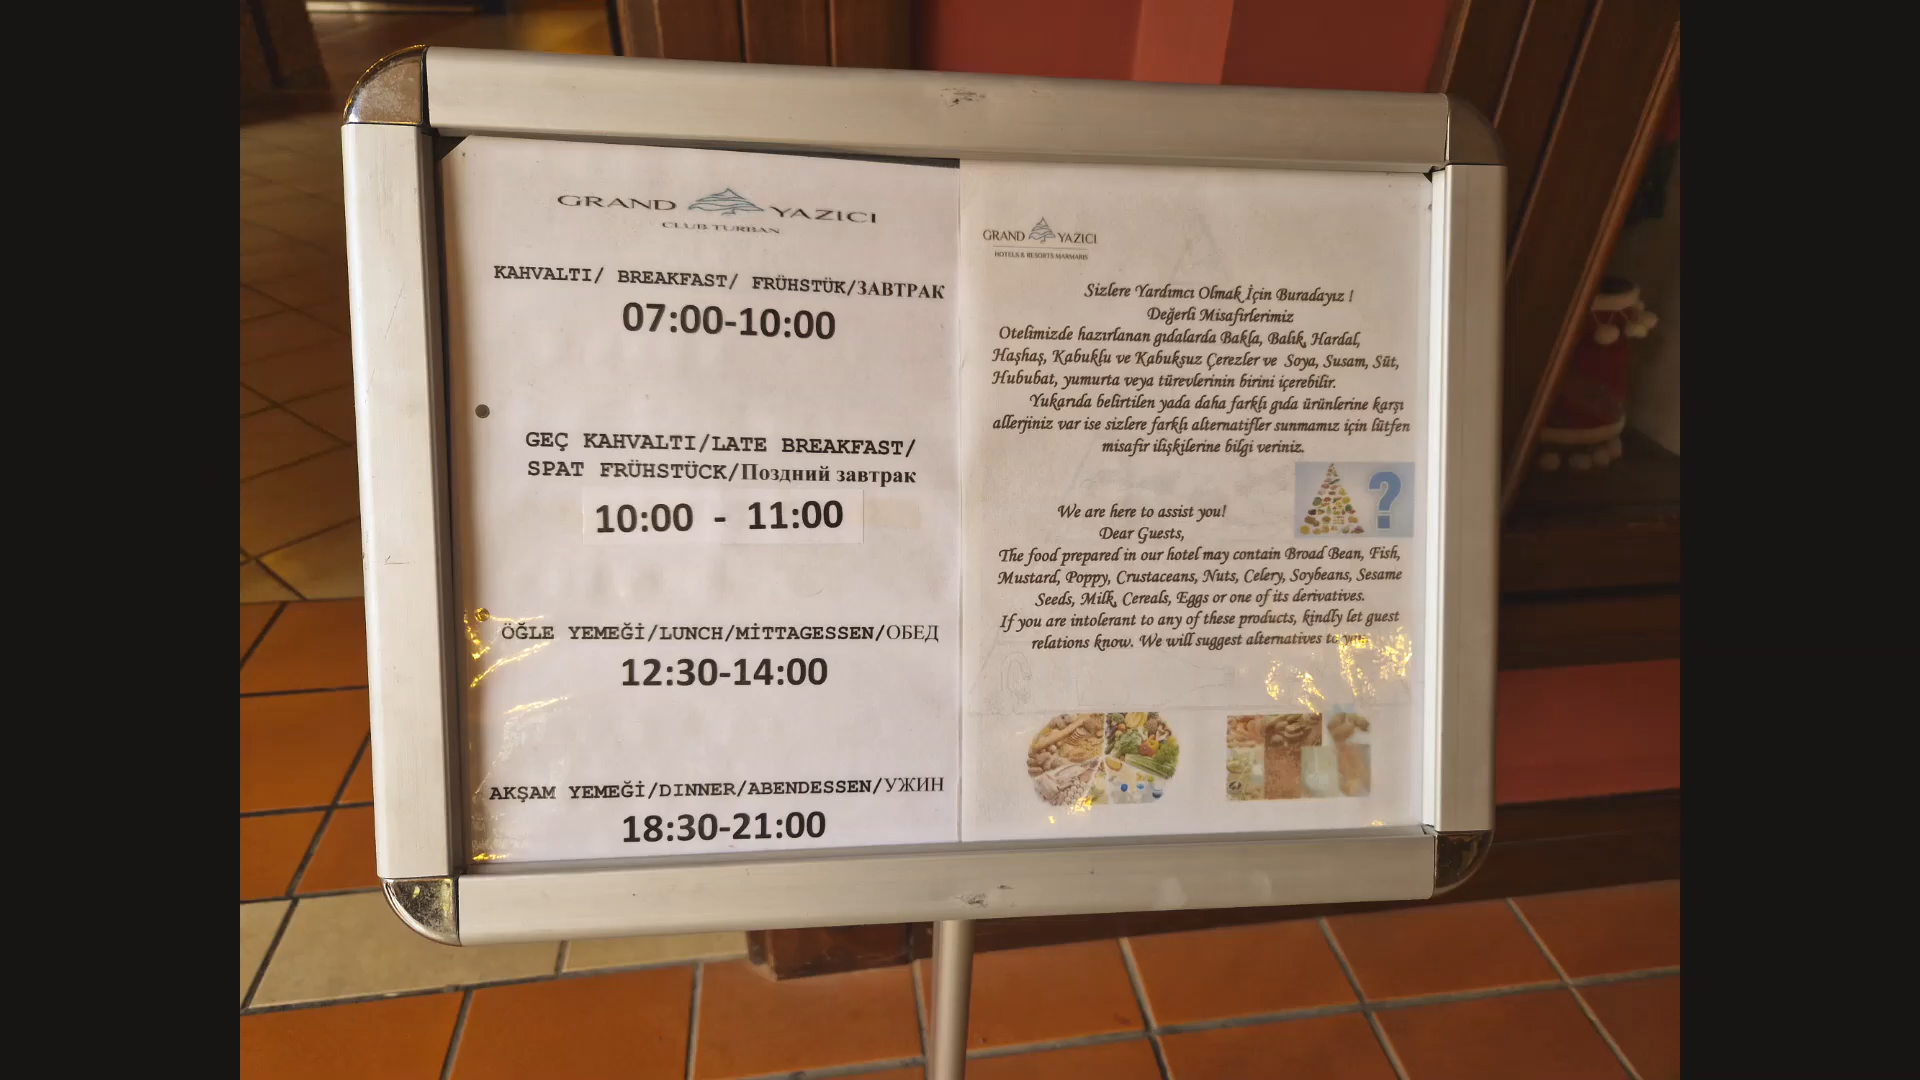 GRAND YAZICI
CLUB TURBAN
KAHVALTI/ BREAKFAST/ FRÜHSTÜK/ЗАВТРАК
07:00-10:00
GEÇ KAHVALTI/LATE BREAKFAST/
SPAT FRÜHSTÜCK/Поздний завтрак
10:00 - 11:00
ÖĞLE YEMEĞİ/LUNCH/MİTTAGESSEN/ОБЕД
12:30-14:00
AKŞAM YEMEĞİ/DINNER/ABENDESSEN/УЖИН
18:30-21:00
GRAND YAZICI
HOTELS & RESORTS MARMARIS
Sizlere Yardımcı Olmak İçin Buradayız !
Değerli Misafirlerimiz
Otelimizde hazırlanan gıdalarda Bakla, Balık, Hardal,
Haşhaş, Kabuklu ve Kabuksuz Çerezler ve Soya, Susam, Süt,
Hububat, yumurta veya türevlerinin birini içerebilir.
Yukarıda belirtilen yada daha farklı gıda ürünlerine karşı
allerjiniz var ise sizlere farklı alternatifler sunmamız için lütfen
misafir ilişkilerine bilgi veriniz.
?
We are here to assist you!
Dear Guests,
The food prepared in our hotel may contain Broad Bean, Fish,
Mustard, Poppy, Crustaceans, Nuts, Celery, Soybeans, Sesame
Seeds, Milk, Cereals, Eggs or one of its derivatives.
If you are intolerant to any of these products, kindly let guest
relations know. We will suggest alternatives to you.